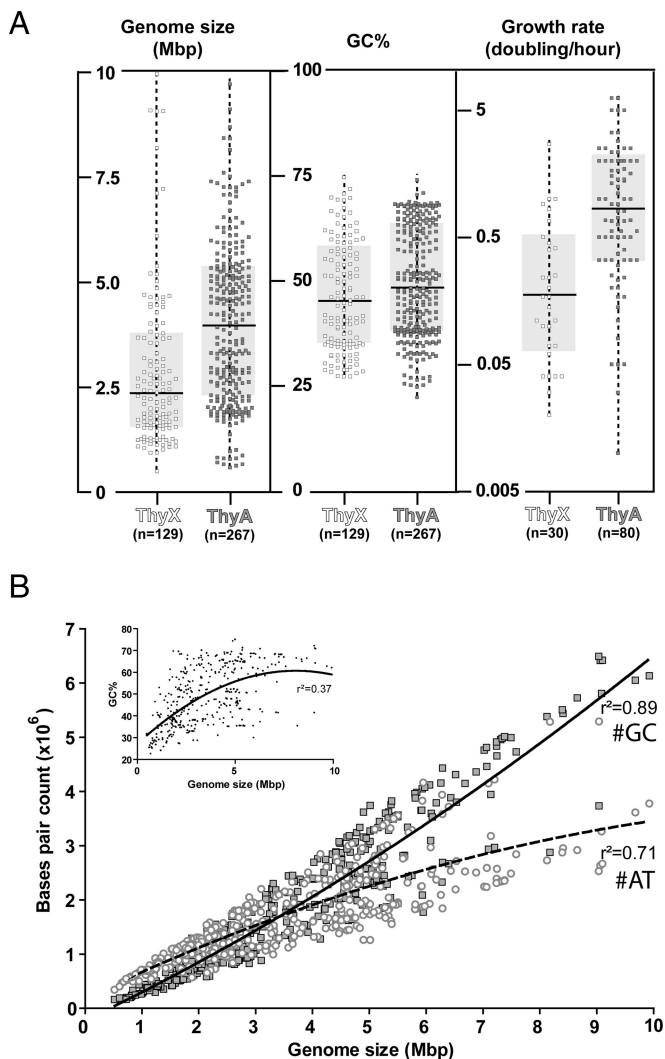 A
Genome size
(Mbp)
GC%
Growth rate
(doubling/hour)
10
7.5
5.0
2.5
0
100
75
50
25
0
5
0.5
0.05
0.005
ThyX
(n=129)
ThyA
(n=267)
ThyX
(n=129)
ThyA
(n=267)
ThyX
(n=30)
ThyA
(n=80)
B
7
6
5
4
3
2
1
0
Bases pair count (x10⁶)
80
70
60
50
40
30
20
GC%
r²=0.37
0
5
10
Genome size (Mbp)
r²=0.89
#GC
r²=0.71
#AT
0
1
2
3
4
5
6
7
8
9
10
Genome size (Mbp)